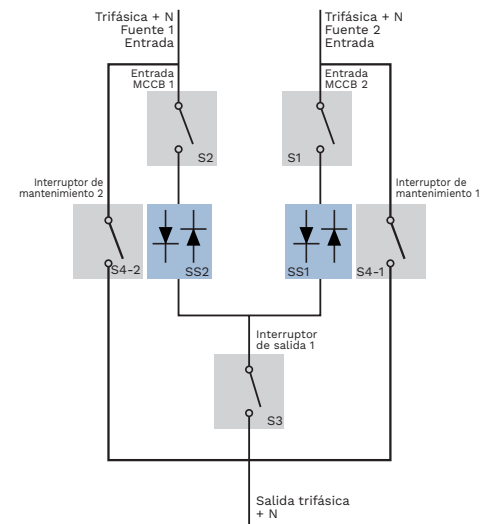 Trifásica + N
Fuente 1
Entrada
Trifásica + N
Fuente 2
Entrada
Entrada
MCCB 1
Entrada
MCCB 2
S2
S1
Interruptor de
mantenimiento 2
Interruptor de
mantenimiento 1
S4-2
SS2
SS1
S4-1
Interruptor
de salida 1
S3
Salida trifásica
+ N